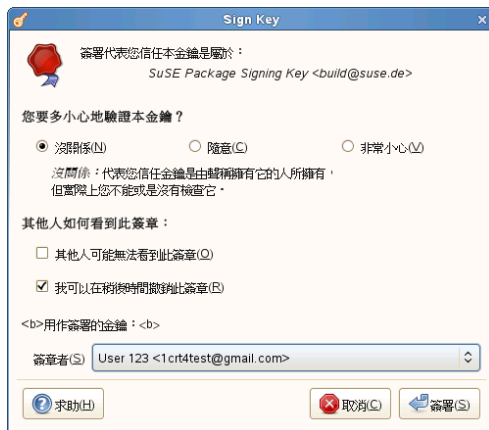 Sign Key
簽署代表您信任本金鑰是屬於：
SuSE Package Signing Key <build@suse.de>
您要多小心地驗證本金鑰？
沒關係(N)
隨意(C)
非常小心(V)
沒關係：代表您信任金鑰是由聲稱擁有它的人所擁有，
但實際上您不能或是沒有檢查它。
其他人如何看到此簽章：
其他人可能無法看到此簽章(O)
我可以在稍後時間撤銷此簽章(R)
<b>用作簽署的金鑰：<b>
簽章者(S)
User 123 <1crt4test@gmail.com>
求助(H)
取消(C)
簽署(S)